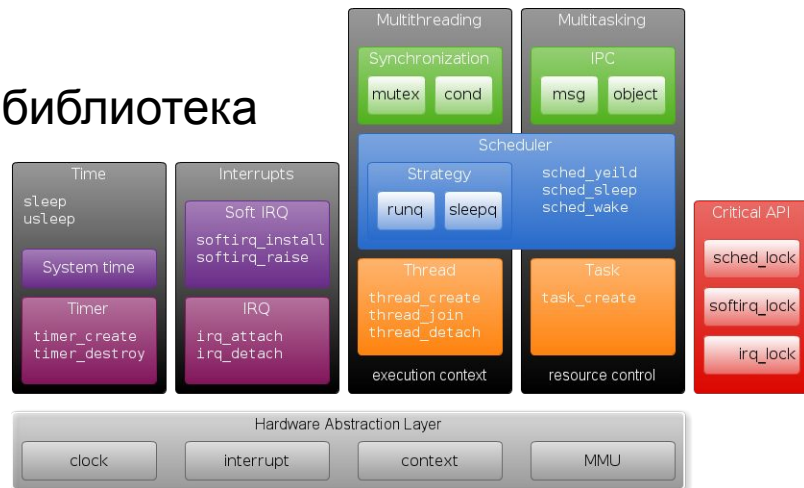 библиотека
Multithreading
Multitasking
Synchronization
mutex
cond
IPC
msg
object
Scheduler
Strategy
runq
sleepq
sched_yeild
sched_sleep
sched_wake
Time
sleep
usleep
System time
Timer
timer_create
timer_destroy
Interrupts
Soft IRQ
softirq_install
softirq_raise
IRQ
irq_attach
irq_detach
Thread
thread_create
thread_join
thread_detach
execution context
Task
task_create
resource control
Critical API
sched_lock
softirq_lock
irq_lock
Hardware Abstraction Layer
clock
interrupt
context
MMU